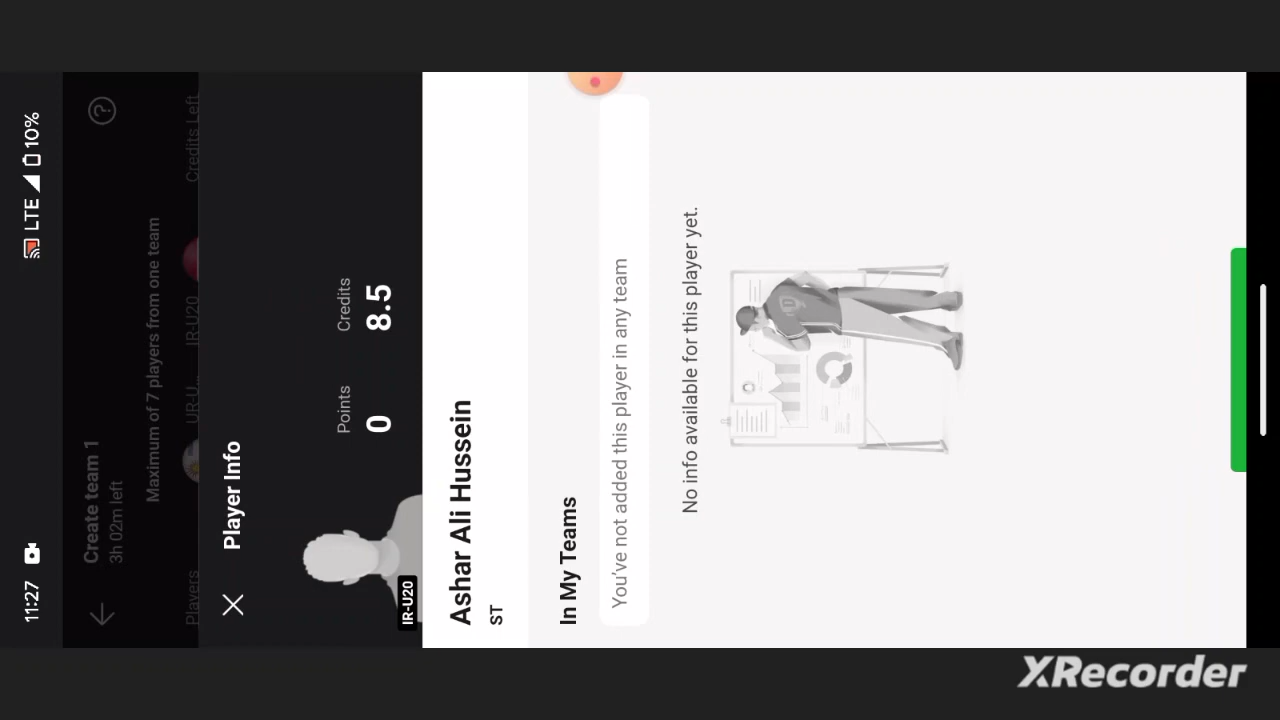 11:27
LTE 10%
Create team 1
3h 02m left
Maximum of 7 players from one team
Players
UR-U...
IR-U20
Credits Left
Player Info
IR-U20
Points
0
Credits
8.5
Ashar Ali Hussein
ST
In My Teams
You've not added this player in any team
No info available for this player yet.
XRecorder